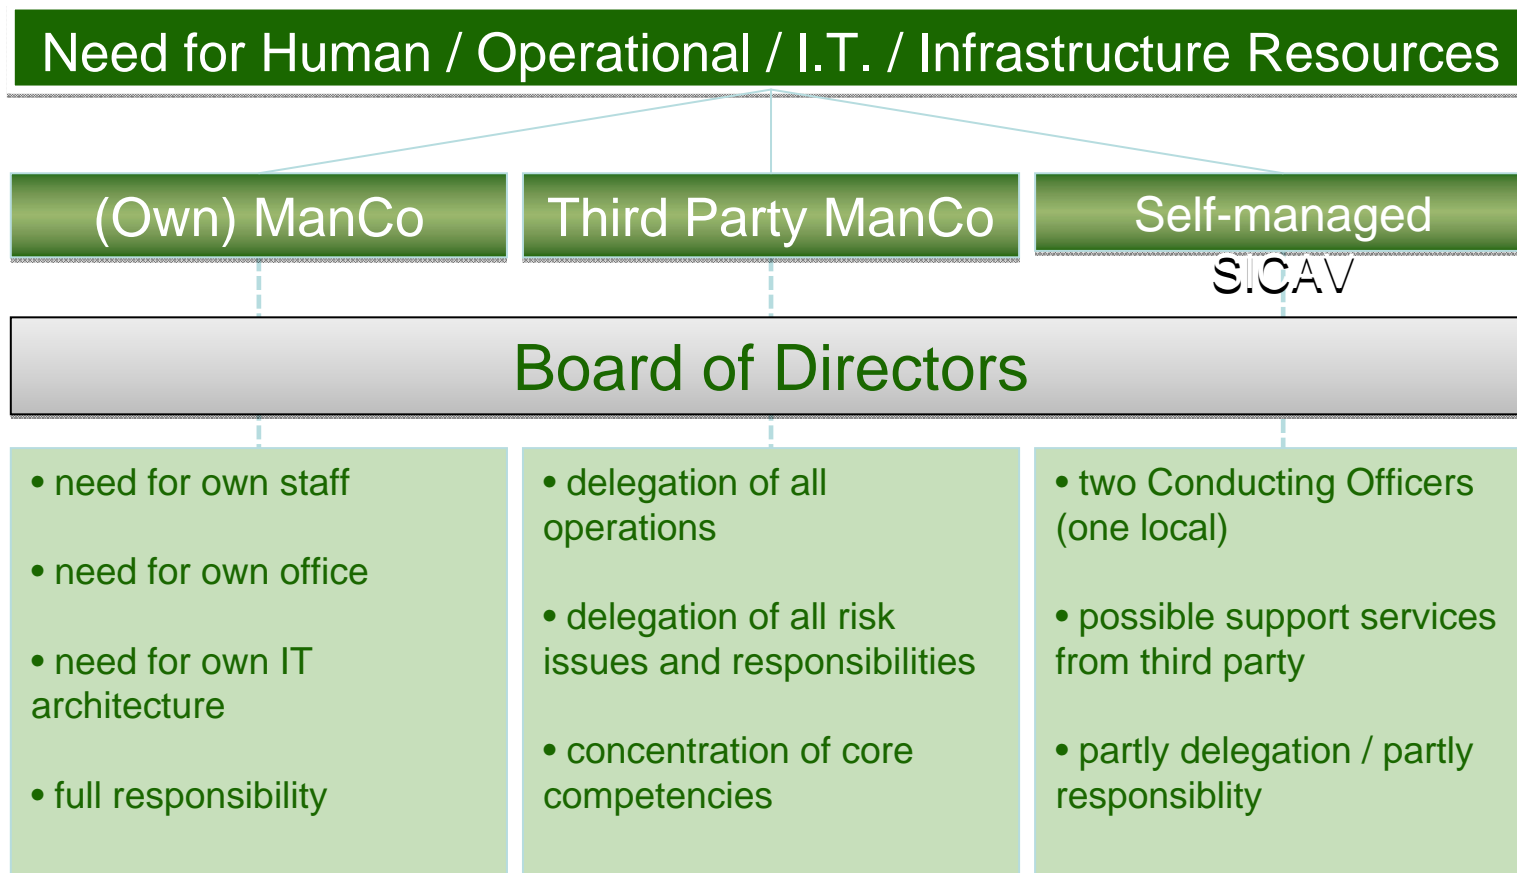 Need for Human / Operational / I.T. / Infrastructure Resources
(Own) ManCo
Third Party ManCo
Self-managed
SICAV
Board of Directors
• need for own staff
• need for own office
• need for own IT
architecture
• full responsibility
• delegation of all
operations
• delegation of all risk
issues and responsibilities
• concentration of core
competencies
• two Conducting Officers
(one local)
• possible support services
from third party
• partly delegation / partly
responsiblity